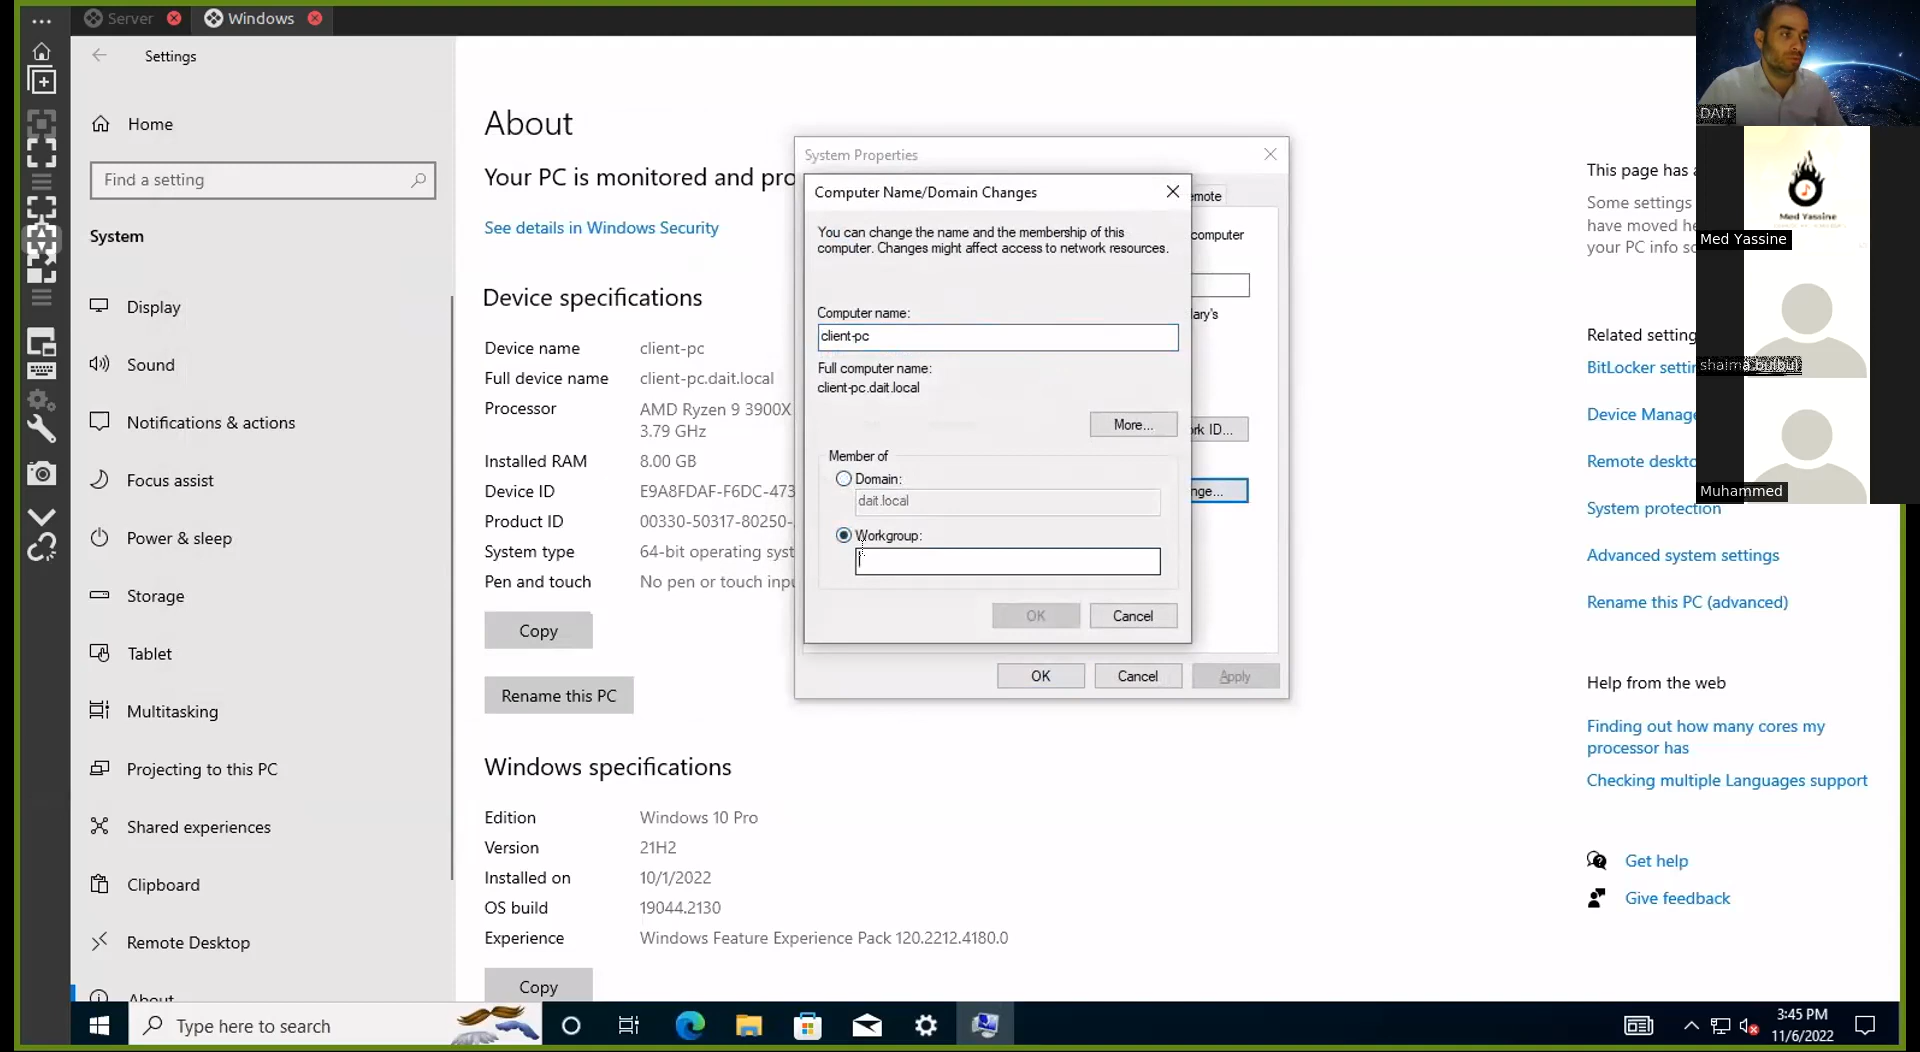 Server
Windows
Settings
Home
Find a setting
System
Display
Sound
Notifications & actions
Focus assist
Power & sleep
Storage
Tablet
Multitasking
Projecting to this PC
Shared experiences
Clipboard
Remote Desktop
About
About
Your PC is monitored and pro
See details in Windows Security
Device specifications
Device name client-pc
Full device name client-pc.dait.local
Processor AMD Ryzen 9 3900X
3.79 GHz
Installed RAM 8.00 GB
Device ID E9A8FDAF-F6DC-473
Product ID 00330-50317-80250-
System type 64-bit operating syst
Pen and touch No pen or touch inpu
Copy
Rename this PC
Windows specifications
Edition Windows 10 Pro
Version 21H2
Installed on 10/1/2022
OS build 19044.2130
Experience Windows Feature Experience Pack 120.2212.4180.0
Copy
System Properties
emote
computer
ary's
rk ID...
nge...
OK Cancel Apply
Computer Name/Domain Changes
You can change the name and the membership of this
computer. Changes might affect access to network resources.
Computer name:
client-pc
Full computer name:
client-pc.dait.local
More...
Member of
Domain:
dait.local
Workgroup:
OK Cancel
This page has a
Some settings
have moved he
your PC info so
Related setting
BitLocker settin
Device Manage
Remote deskto
System protection
Advanced system settings
Rename this PC (advanced)
Help from the web
Finding out how many cores my
processor has
Checking multiple Languages support
Get help
Give feedback
DAIT
Med Yassine
Med Yassine
shaima bulbul
Muhammed
Type here to search
3:45 PM
11/6/2022